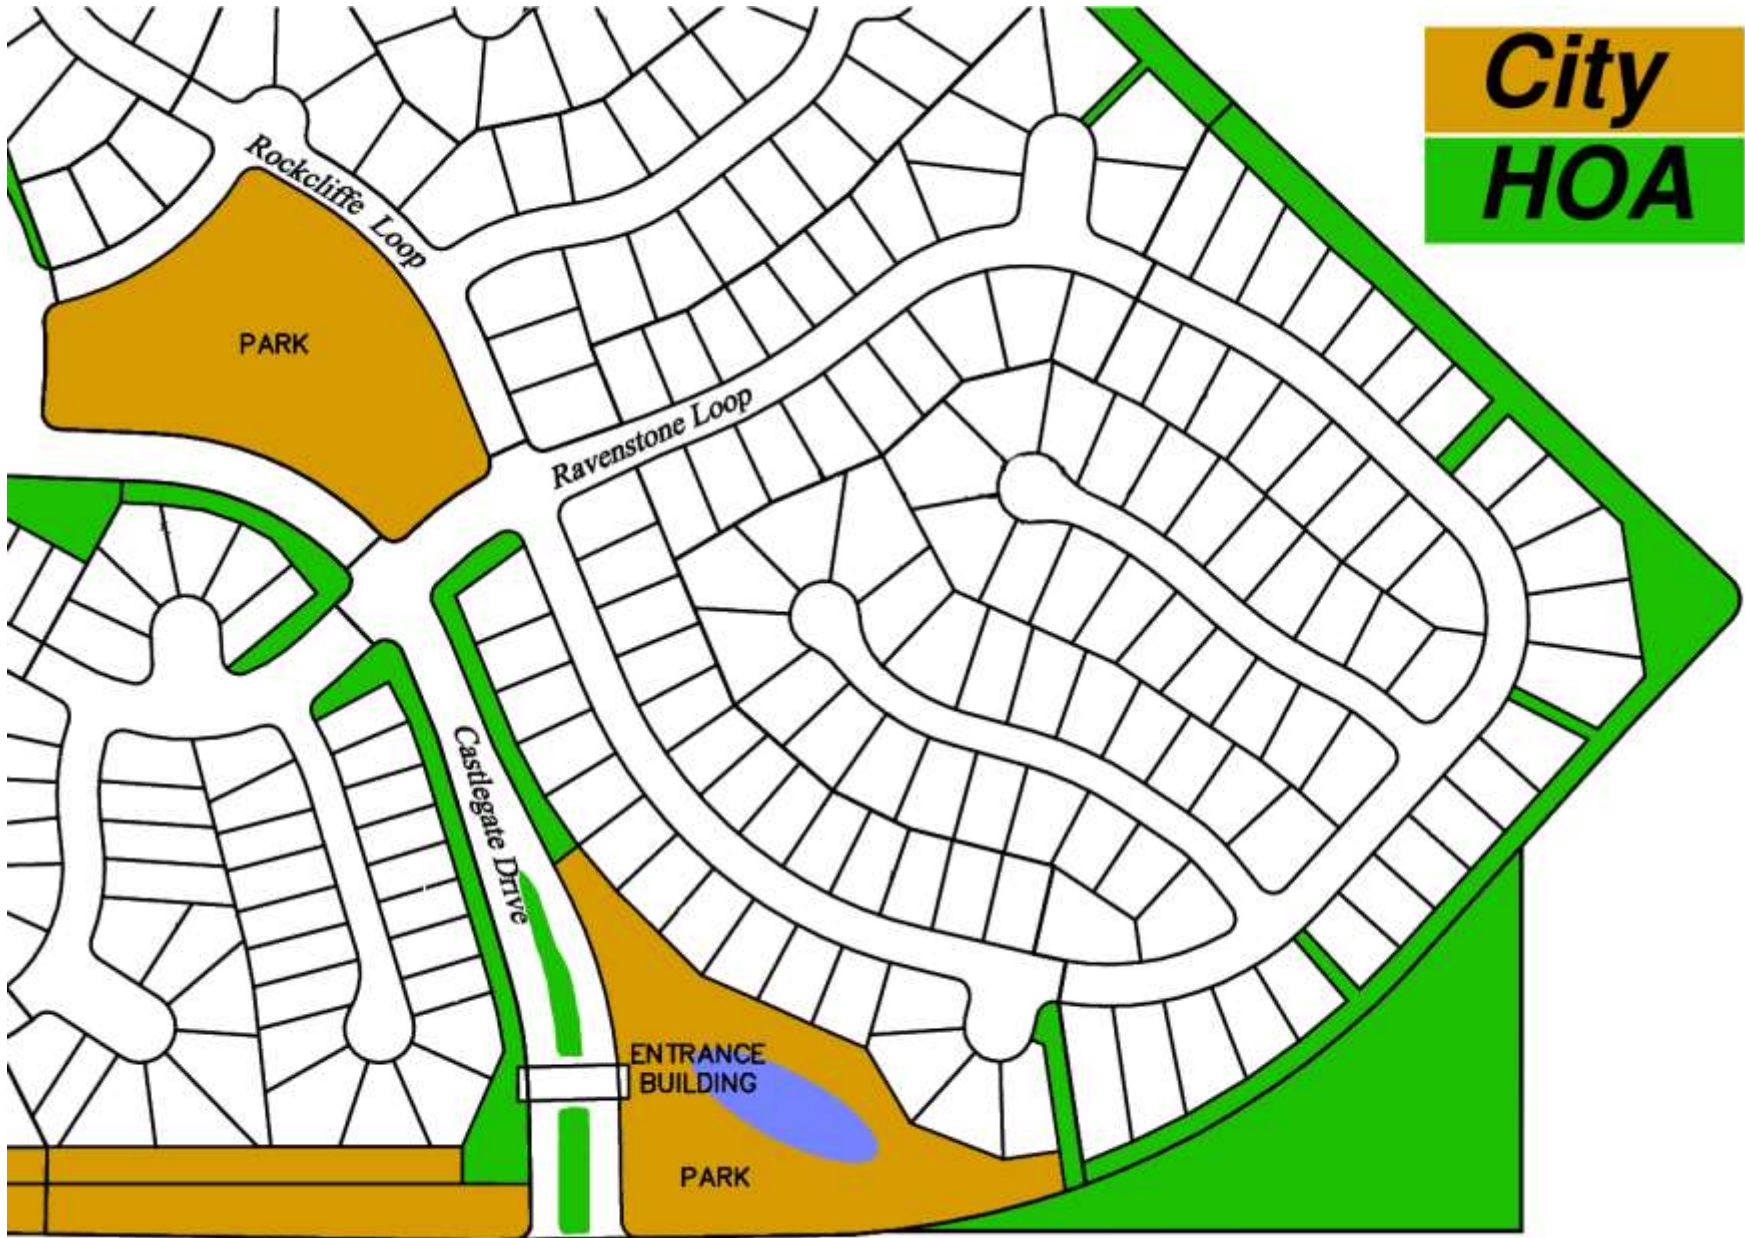 City
HOA
Rockcliffe Loop
PARK
Ravenstone Loop
Castlegate Drive
ENTRANCE
BUILDING
PARK